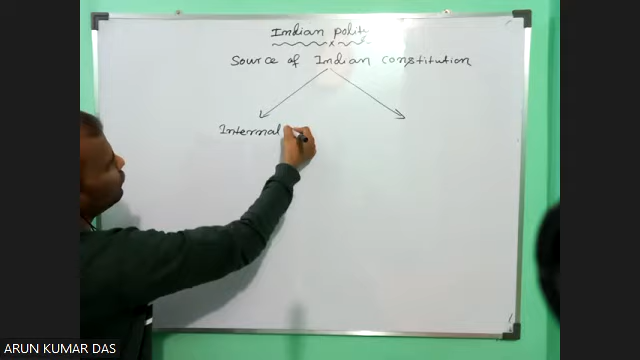 Indian polity
Source of Indian constitution
Internal
ARUN KUMAR DAS